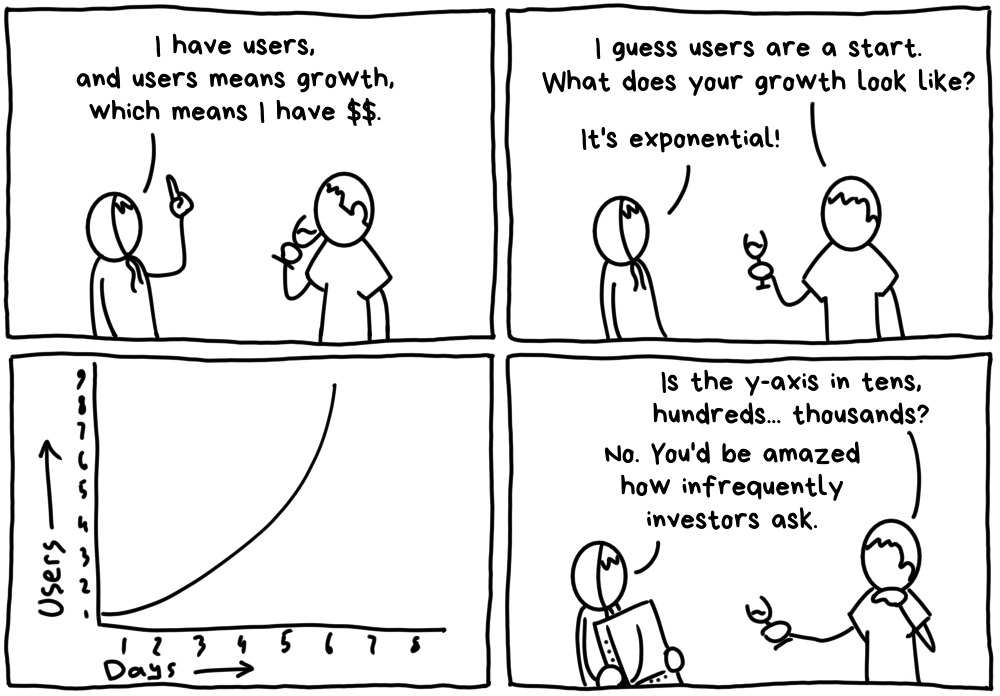 I have users,
and users means growth,
which means I have $$.
I guess users are a start.
What does your growth look like?
It's exponential!
9
8
7
6
5
4
3
2
1
Users
1 2 3 4 5 6 7 8
Days
Is the y-axis in tens,
hundreds... thousands?
No. You'd be amazed
how infrequently
investors ask.